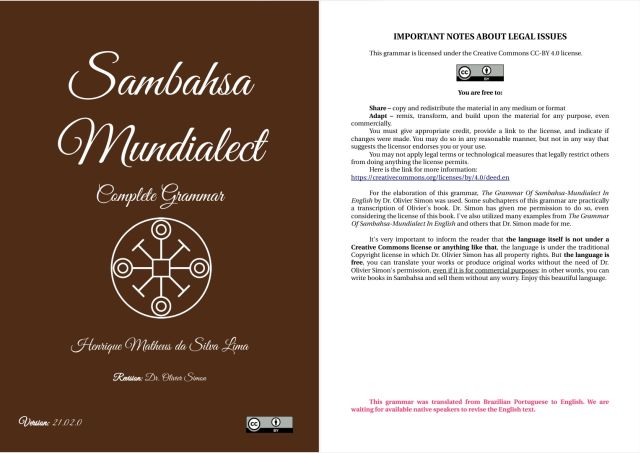 Sambahsa
Mundialect
Complete Grammar
Henrique Matheus da Silva Lima
Revision: Dr. Olivier Simon
Version: 21.02.0
CC BY
IMPORTANT NOTES ABOUT LEGAL ISSUES
This grammar is licensed under the Creative Commons CC-BY 4.0 license.
CC BY
You are free to:
Share – copy and redistribute the material in any medium or format
Adapt – remix, transform, and build upon the material for any purpose, even
commercially.
You must give appropriate credit, provide a link to the license, and indicate if
changes were made. You may do so in any reasonable manner, but not in any way that
suggests the licensor endorses you or your use.
You may not apply legal terms or technological measures that legally restrict others
from doing anything the license permits.
Here is the link for more information:
https://creativecommons.org/licenses/by/4.0/deed.en
For the elaboration of this grammar, The Grammar Of Sambahsa-Mundialect In
English by Dr. Olivier Simon was used. Some subchapters of this grammar are practically
a transcription of Olivier's book. Dr. Simon has given me permission to do so, even
considering the license of this book. I've also utilized many examples from The Grammar
Of Sambahsa-Mundialect In English and others that Dr. Simon made for me.
It's very important to inform the reader that the language itself is not under a
Creative Commons license or anything like that, the language is under the traditional
Copyright license in which Dr. Olivier Simon has all property rights. But the language is
free, you can translate your works or produce original works without the need of Dr.
Olivier Simon's permission, even if it is for commercial purposes; in other words, you can
write books in Sambahsa and sell them without any worry. Enjoy this beautiful language.
This grammar was translated from Brazilian Portuguese to English. We are
waiting for available native speakers to revise the English text.